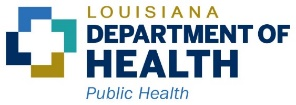 LOUISIANA
DEPARTMENT OF
HEALTH
Public Health